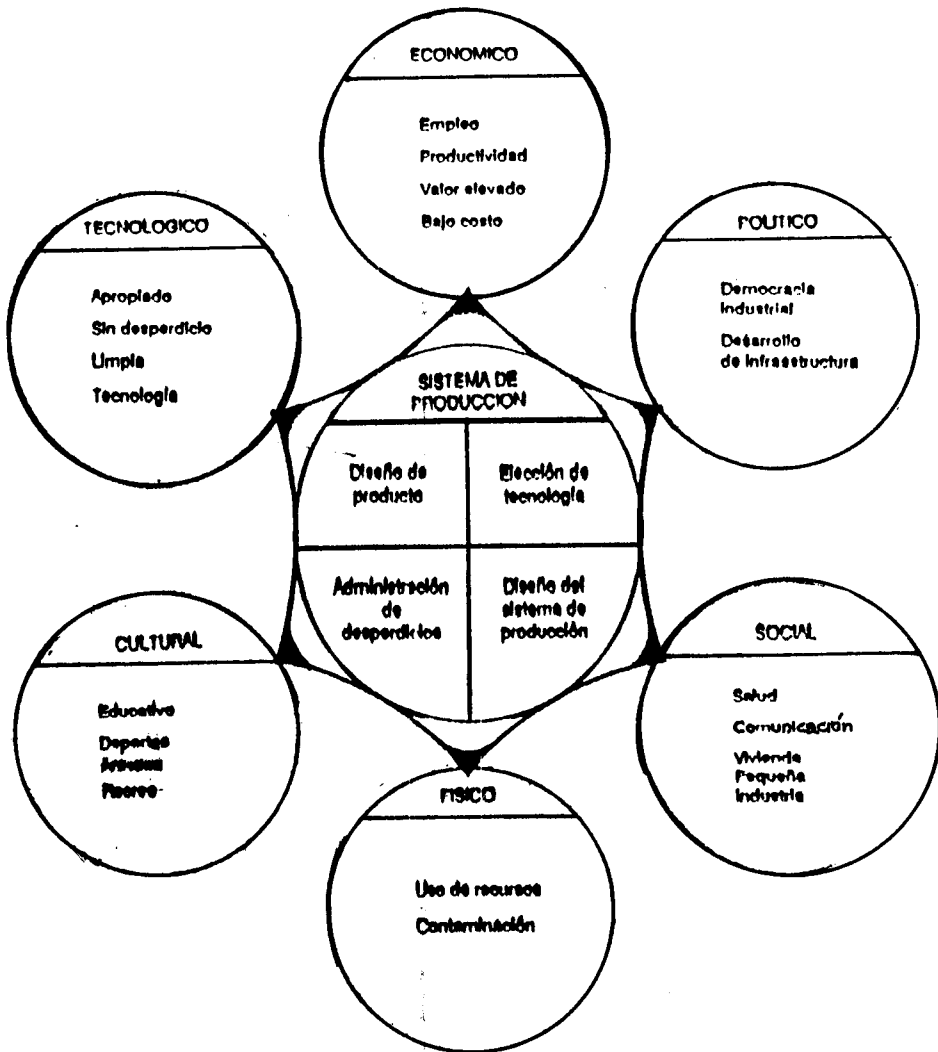 ECONOMICO
Empleo
Productividad
Valor elevado
Bajo costo
TECNOLOGICO
Apropiado
Sin desperdicio
Limpia
Tecnología
POLITICO
Democracia
Industrial
Desarrollo
de Infraestructura
SISTEMA DE
PRODUCCION
Diseño de
producto
Elección de
tecnología
Administración
de
desperdicios
Diseño del
sistema de
producción
CULTURAL
Educativo
Deportes
SOCIAL
Salud
Comunicación
Vivienda
Pequeña
Industria
FISICO
Uso de recursos
Contaminación